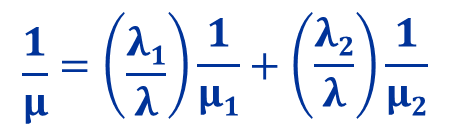 1/μ = (λ₁/λ) 1/μ₁ + (λ₂/λ) 1/μ₂